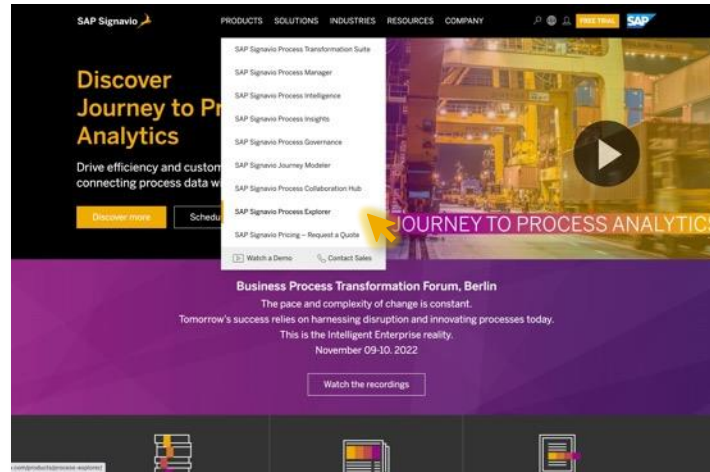 SAP Signavio
PRODUCTS SOLUTIONS INDUSTRIES RESOURCES COMPANY
FREE TRIAL
SAP
SAP Signavio Process Transformation Suite
SAP Signavio Process Manager
SAP Signavio Process Intelligence
SAP Signavio Process Insights
SAP Signavio Process Governance
SAP Signavio Journey Modeler
SAP Signavio Process Collaboration Hub
SAP Signavio Process Explorer
SAP Signavio Pricing – Request a Quote
Watch a Demo Contact Sales
Discover
Journey to Pr
Analytics
Drive efficiency and custom
connecting process data w
Discover more Schedu
JOURNEY TO PROCESS ANALYTICS
Business Process Transformation Forum, Berlin
The pace and complexity of change is constant.
Tomorrow's success relies on harnessing disruption and innovating processes today.
This is the Intelligent Enterprise reality.
November 09-10. 2022
Watch the recordings
.com/products/process-explorer/